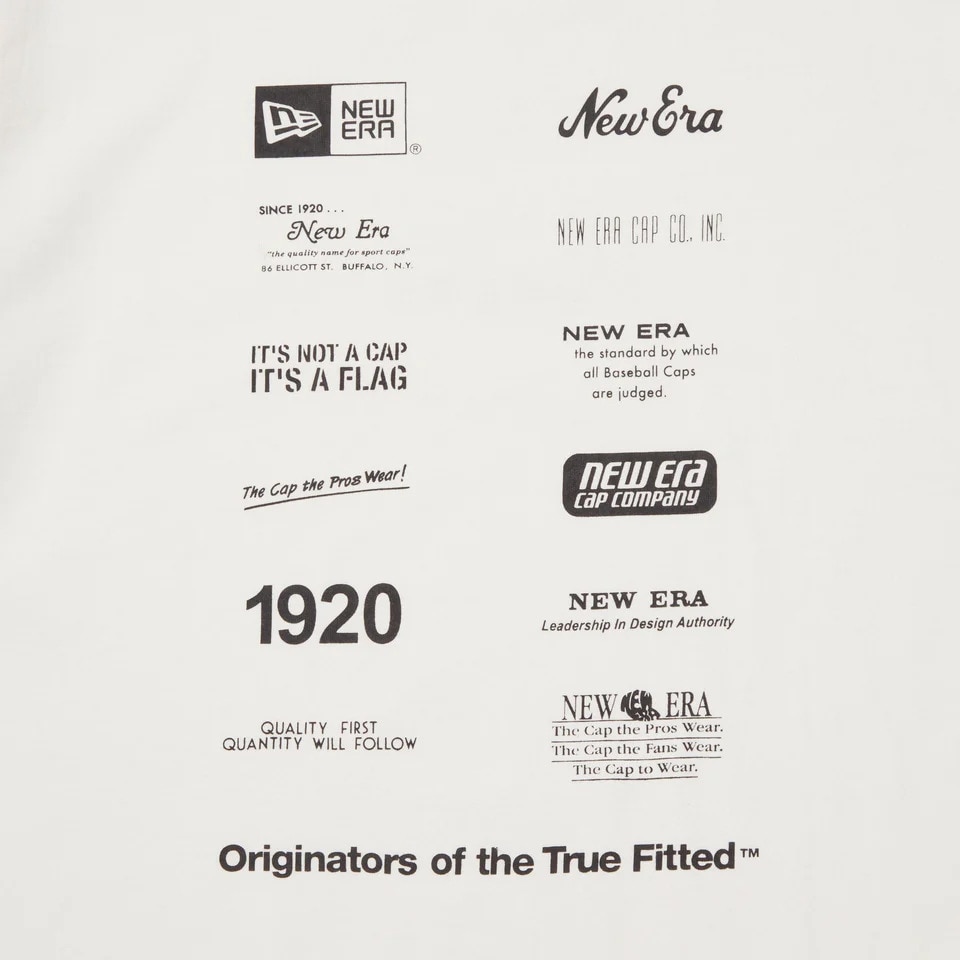 NEW
ERA
®
New Era
SINCE 1920 . . .
New Era
"the quality name for sport caps"
86 ELLICOTT ST. BUFFALO, N.Y.
NEW ERA CAP CO., INC.
IT'S NOT A CAP
IT'S A FLAG
NEW ERA
the standard by which
all Baseball Caps
are judged.
The Cap the Pros Wear!
NEW ERA
CAP COMPANY
1920
NEW ERA
Leadership In Design Authority
QUALITY FIRST
QUANTITY WILL FOLLOW
NEW NEW ERA ERA
The Cap the Pros Wear.
The Cap the Fans Wear.
The Cap to Wear.
Originators of the True Fitted™